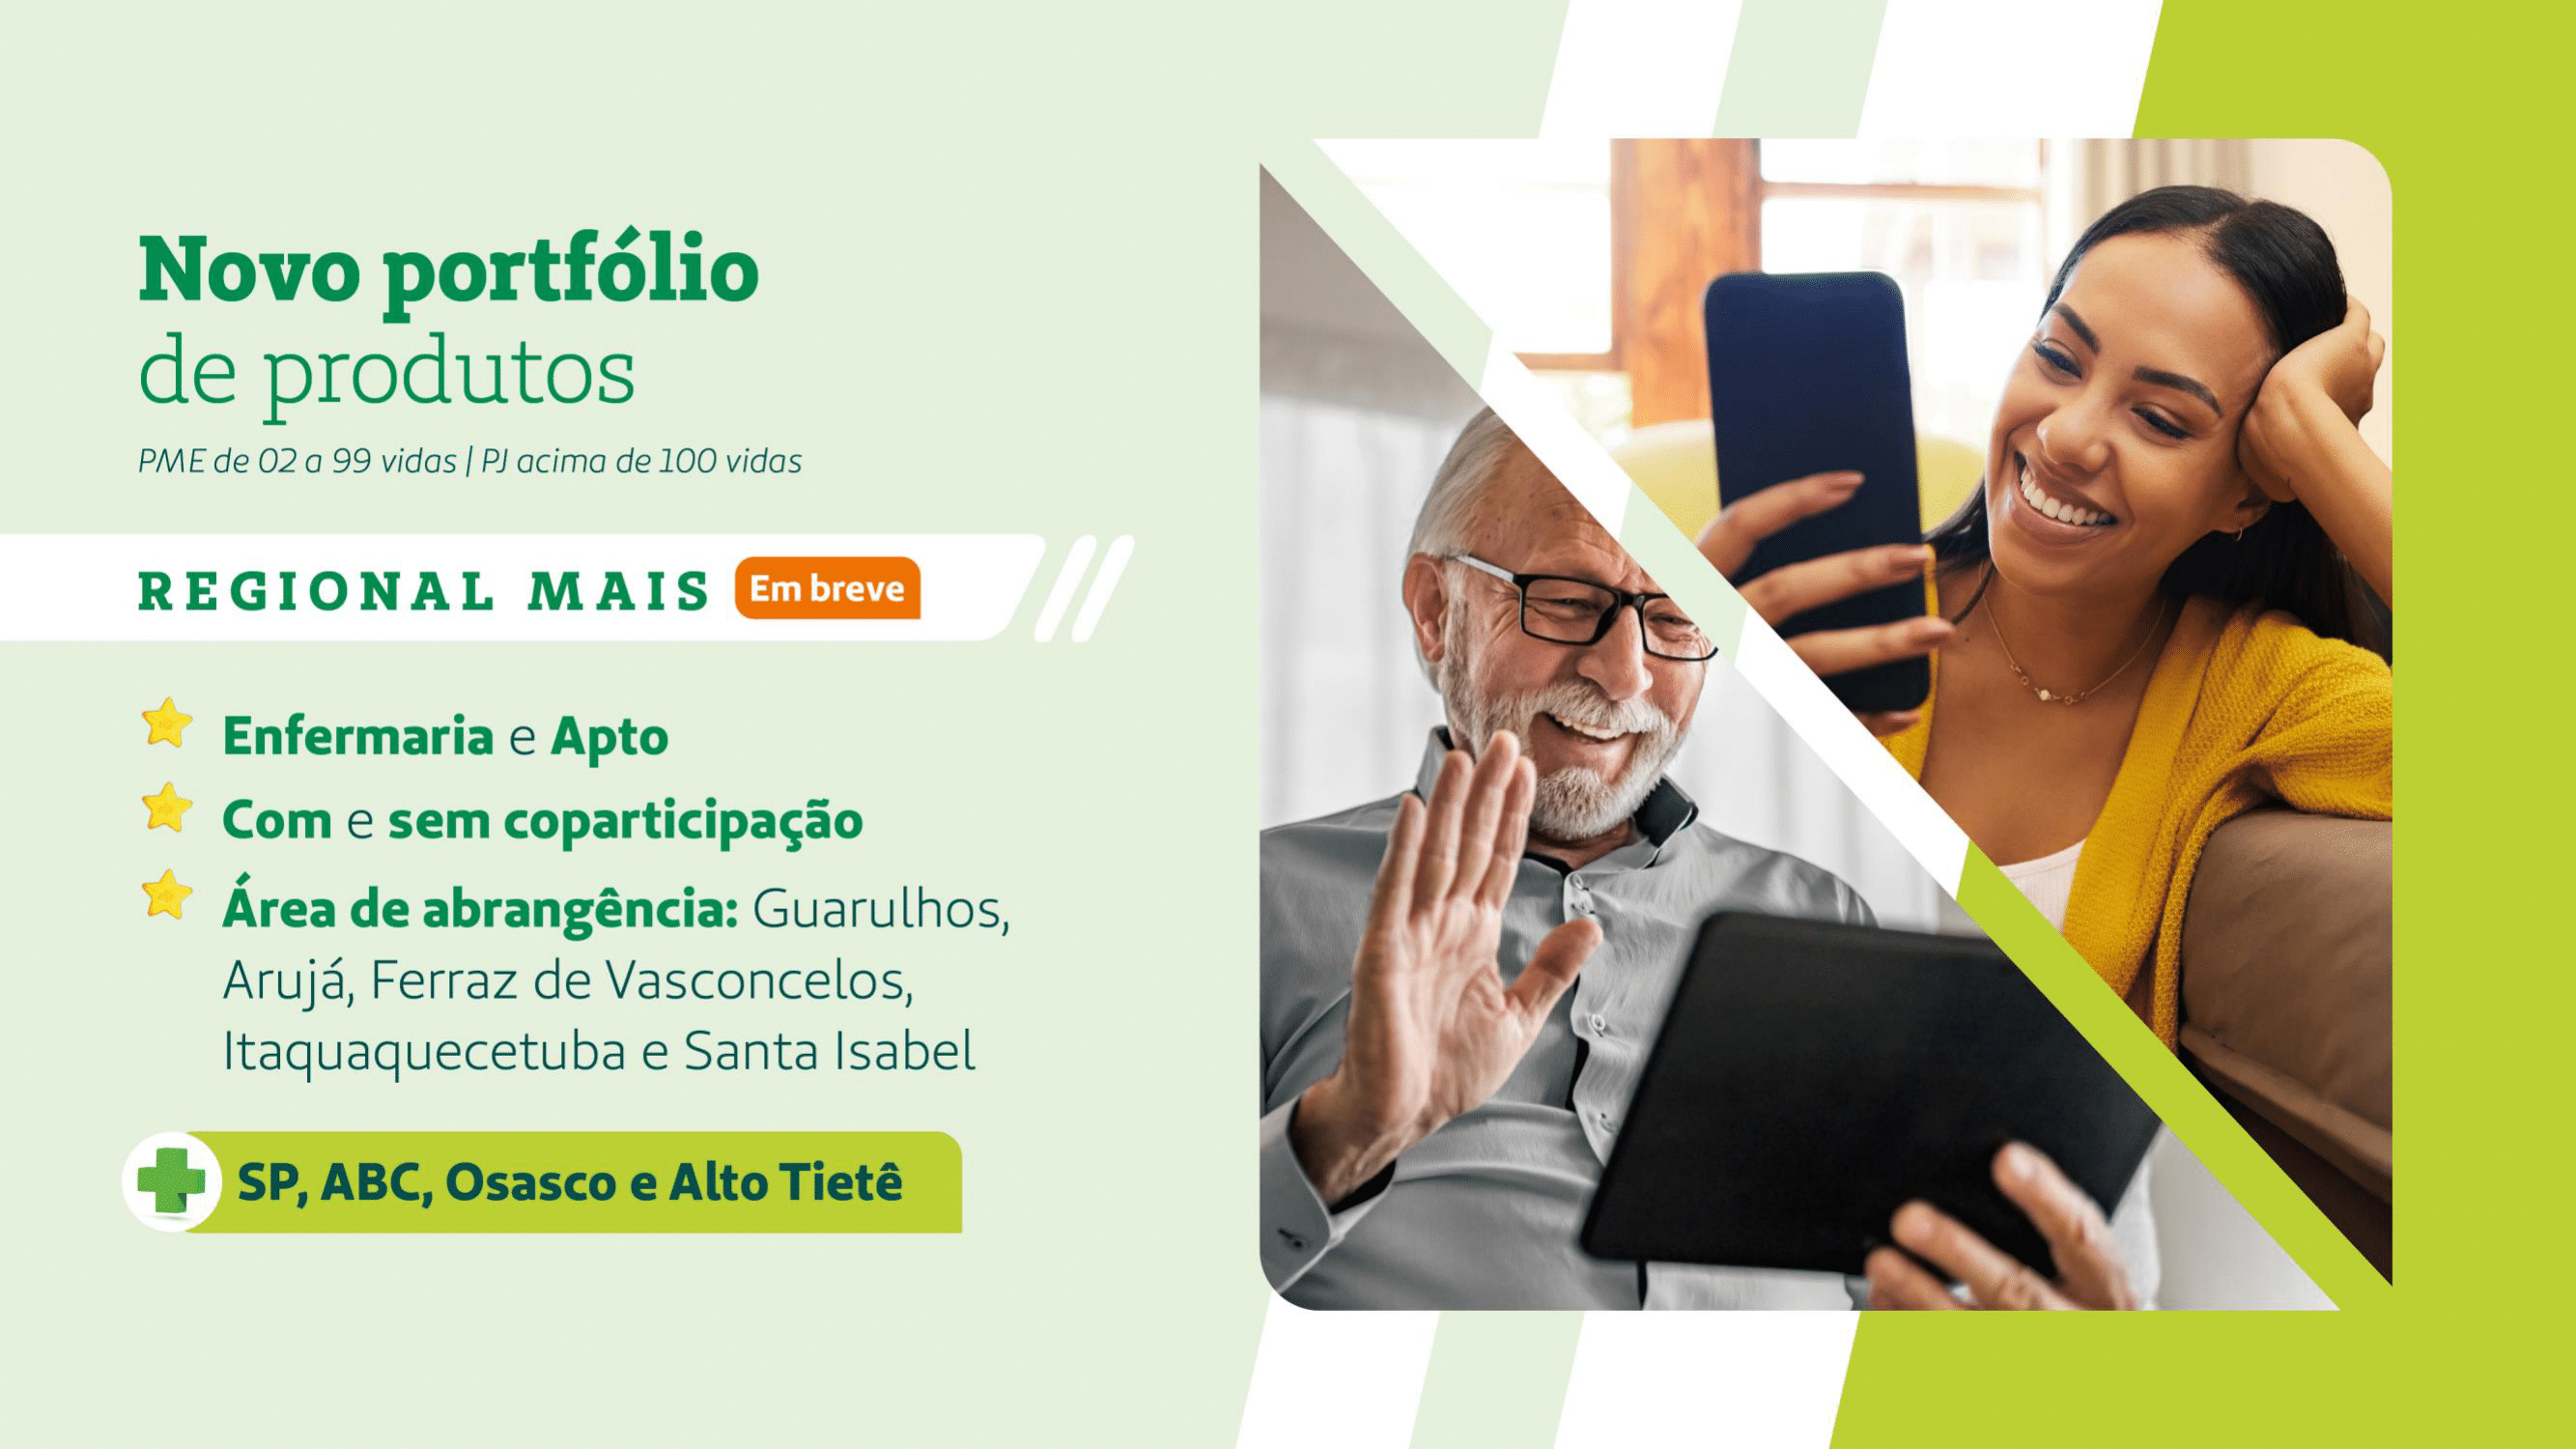 Novo portfólio
de produtos
PME de 02 a 99 vidas | PJ acima de 100 vidas
REGIONAL MAIS Em breve
Enfermaria e Apto
Com e sem coparticipação
Área de abrangência: Guarulhos,
Arujá, Ferraz de Vasconcelos,
Itaquaquecetuba e Santa Isabel
SP, ABC, Osasco e Alto Tietê